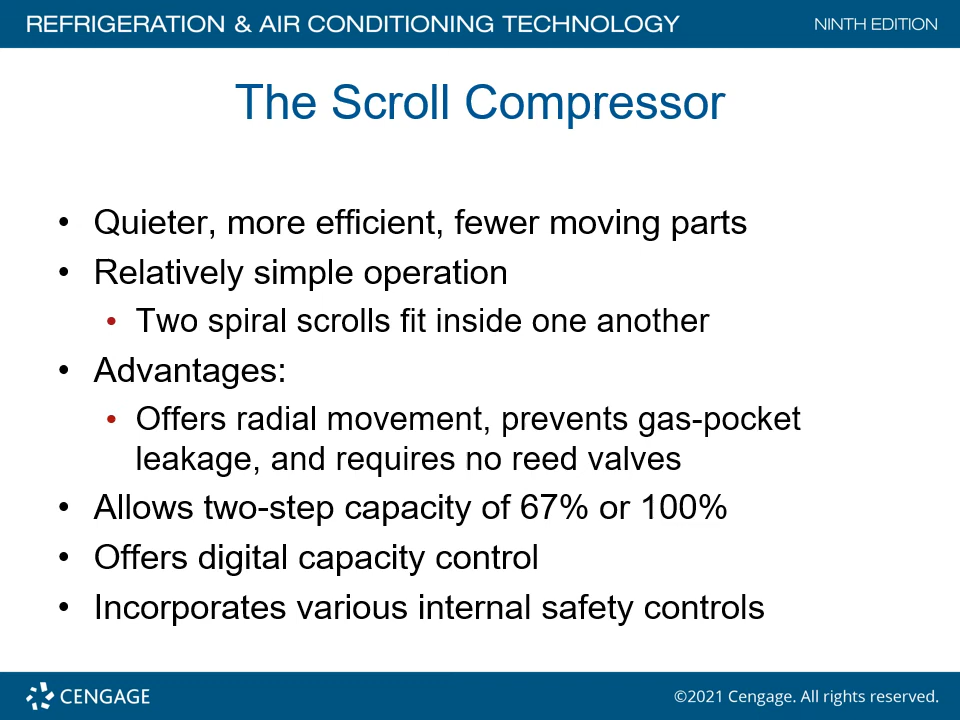 REFRIGERATION & AIR CONDITIONING TECHNOLOGY NINTH EDITION
The Scroll Compressor
• Quieter, more efficient, fewer moving parts
• Relatively simple operation
• Two spiral scrolls fit inside one another
• Advantages:
• Offers radial movement, prevents gas-pocket
leakage, and requires no reed valves
• Allows two-step capacity of 67% or 100%
• Offers digital capacity control
• Incorporates various internal safety controls
CENGAGE ©2021 Cengage. All rights reserved.